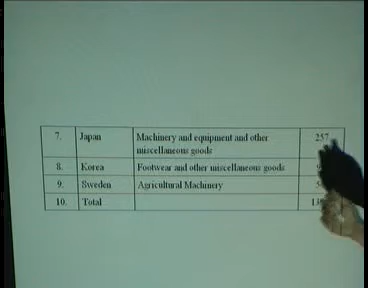 7. Japan Machinery and equipment and other 257
miscellaneous goods
8. Korea Footwear and other miscellaneous goods
9. Sweden Agricultural Machinery
10. Total